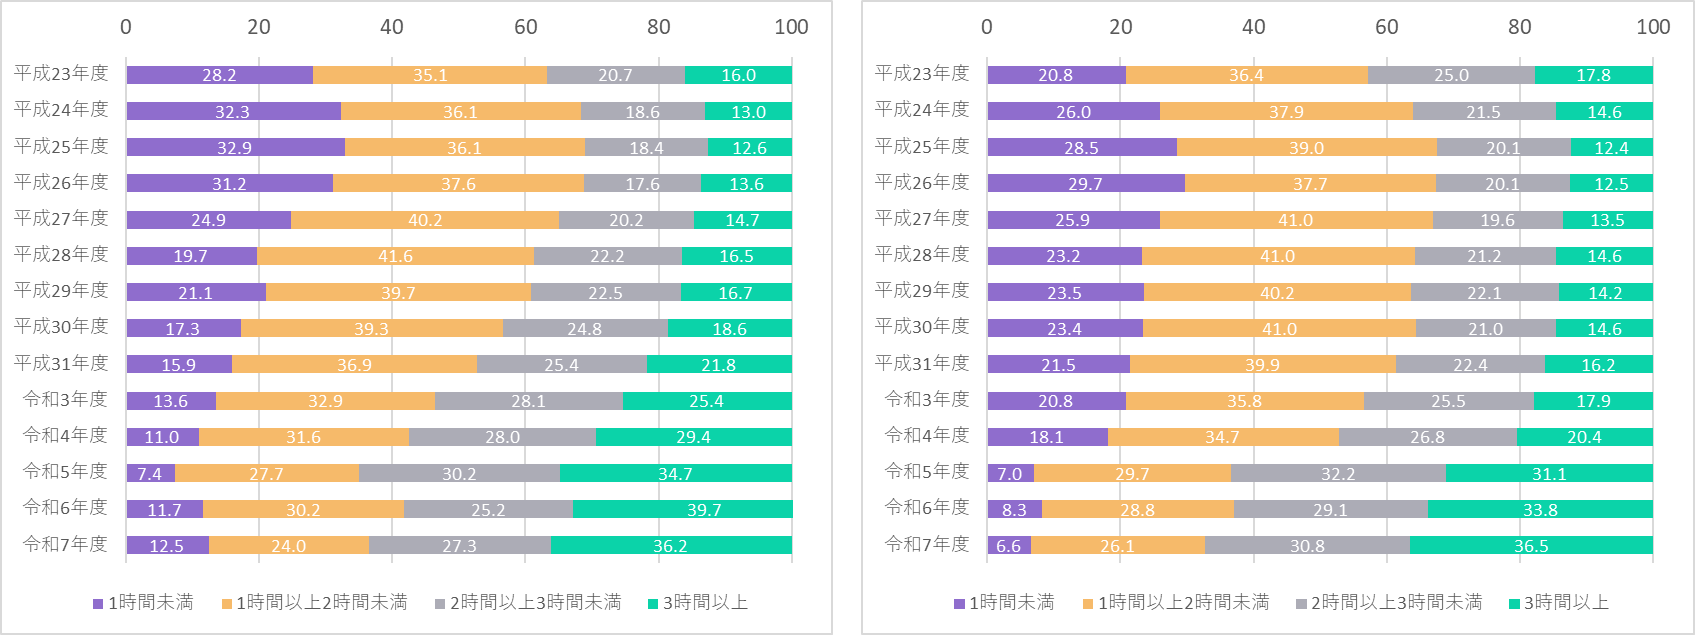 0 20 40 60 80 100
平成23年度 28.2 35.1 20.7 16.0
平成24年度 32.3 36.1 18.6 13.0
平成25年度 32.9 36.1 18.4 12.6
平成26年度 31.2 37.6 17.6 13.6
平成27年度 24.9 40.2 20.2 14.7
平成28年度 19.7 41.6 22.2 16.5
平成29年度 21.1 39.7 22.5 16.7
平成30年度 17.3 39.3 24.8 18.6
平成31年度 15.9 36.9 25.4 21.8
令和3年度 13.6 32.9 28.1 25.4
令和4年度 11.0 31.6 28.0 29.4
令和5年度 7.4 27.7 30.2 34.7
令和6年度 11.7 30.2 25.2 39.7
令和7年度 12.5 24.0 27.3 36.2
1時間未満 1時間以上2時間未満 2時間以上3時間未満 3時間以上
0 20 40 60 80 100
平成23年度 20.8 36.4 25.0 17.8
平成24年度 26.0 37.9 21.5 14.6
平成25年度 28.5 39.0 20.1 12.4
平成26年度 29.7 37.7 20.1 12.5
平成27年度 25.9 41.0 19.6 13.5
平成28年度 23.2 41.0 21.2 14.6
平成29年度 23.5 40.2 22.1 14.2
平成30年度 23.4 41.0 21.0 14.6
平成31年度 21.5 39.9 22.4 16.2
令和3年度 20.8 35.8 25.5 17.9
令和4年度 18.1 34.7 26.8 20.4
令和5年度 7.0 29.7 32.2 31.1
令和6年度 8.3 28.8 29.1 33.8
令和7年度 6.6 26.1 30.8 36.5
1時間未満 1時間以上2時間未満 2時間以上3時間未満 3時間以上